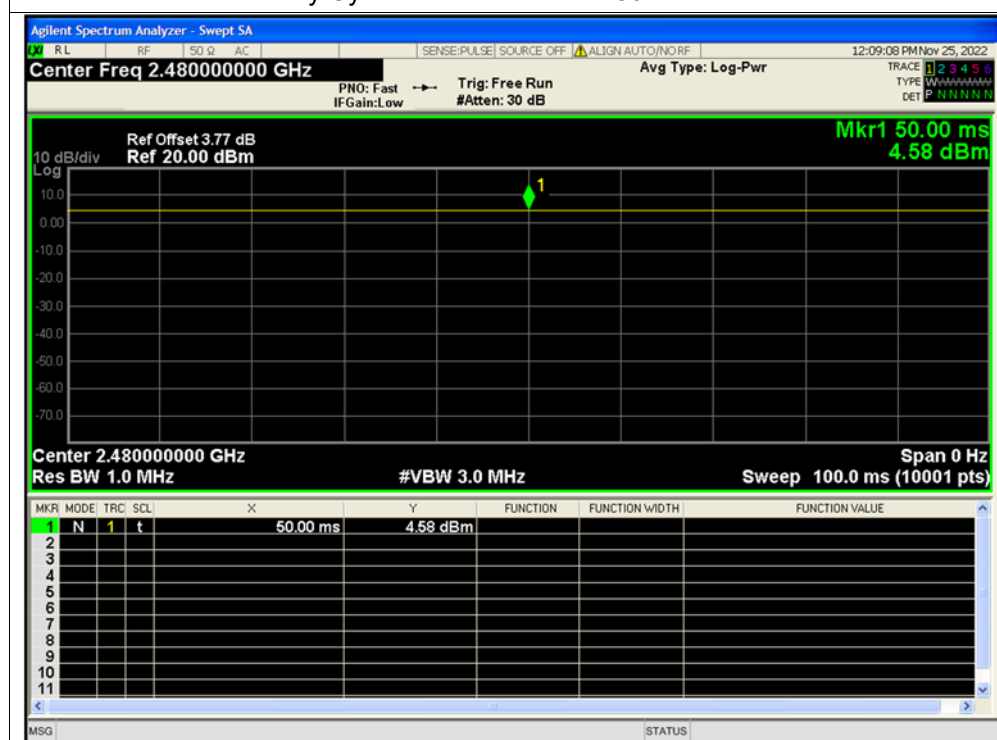 Agilent Spectrum Analyzer - Swept SA
LXI RL RF 50 Ω AC SENSE:PULSE SOURCE OFF ALIGN AUTO/NO RF 12:09:08 PM Nov 25, 2022
Center Freq 2.480000000 GHz
PNO: Fast
IFGain:Low
Trig: Free Run
#Atten: 30 dB
Avg Type: Log-Pwr
TRACE 1 2 3 4 5 6
TYPE W
DET P N N N N N
Mkr1 50.00 ms
4.58 dBm
Ref Offset 3.77 dB
10 dB/div Ref 20.00 dBm
Log
1
10.0
0.00
-10.0
-20.0
-30.0
-40.0
-50.0
-60.0
-70.0
Center 2.480000000 GHz Span 0 Hz
Res BW 1.0 MHz #VBW 3.0 MHz Sweep 100.0 ms (10001 pts)
MKR MODE TRC SCL X Y FUNCTION FUNCTION WIDTH FUNCTION VALUE
1 N 1 t 50.00 ms 4.58 dBm
2
3
4
5
6
7
8
9
10
11
MSG STATUS